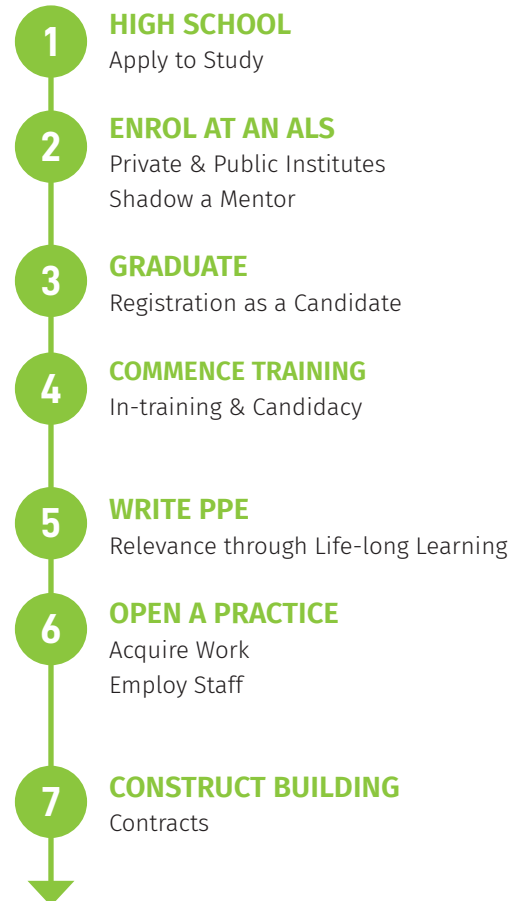 1
HIGH SCHOOL
Apply to Study
2
ENROL AT AN ALS
Private & Public Institutes
Shadow a Mentor
3
GRADUATE
Registration as a Candidate
4
COMMENCE TRAINING
In-training & Candidacy
5
WRITE PPE
Relevance through Life-long Learning
6
OPEN A PRACTICE
Acquire Work
Employ Staff
7
CONSTRUCT BUILDING
Contracts